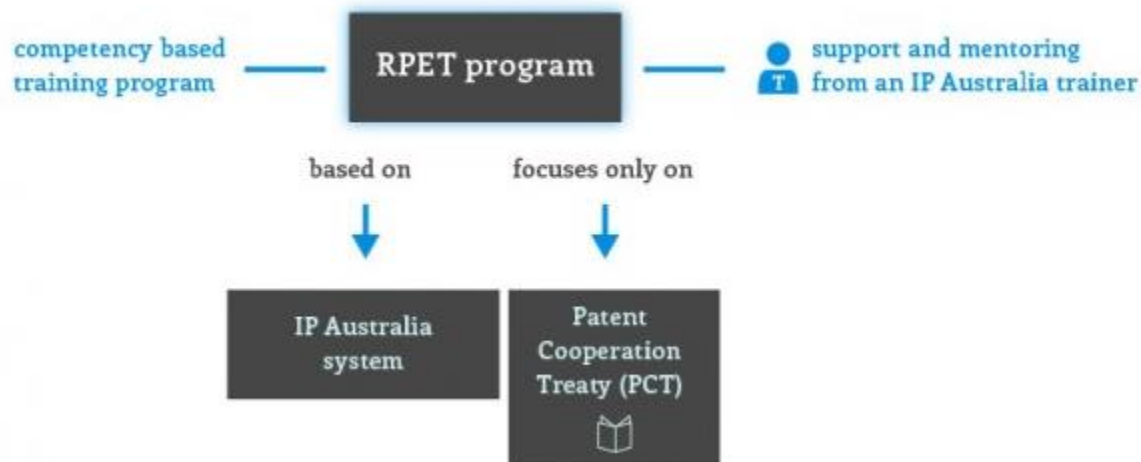 competency based
training program
RPET program
T
support and mentoring
from an IP Australia trainer
based on
focuses only on
IP Australia
system
Patent
Cooperation
Treaty (PCT)